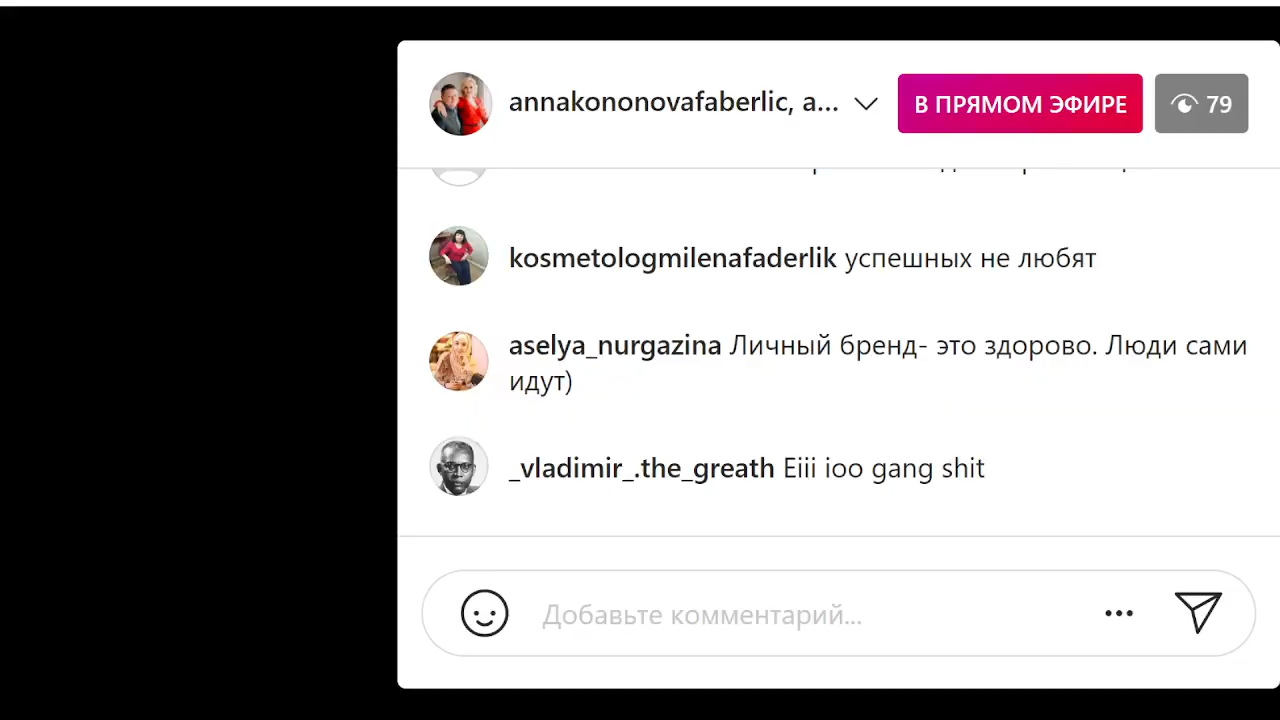 annakononovafaberlic, a...
В ПРЯМОМ ЭФИРЕ
79
kosmetologmilenafaderlik успешных не любят
aselya_nurgazina Личный бренд- это здорово. Люди сами
идут)
_vladimir_.the_greath Eiii ioo gang shit
Добавьте комментарий...